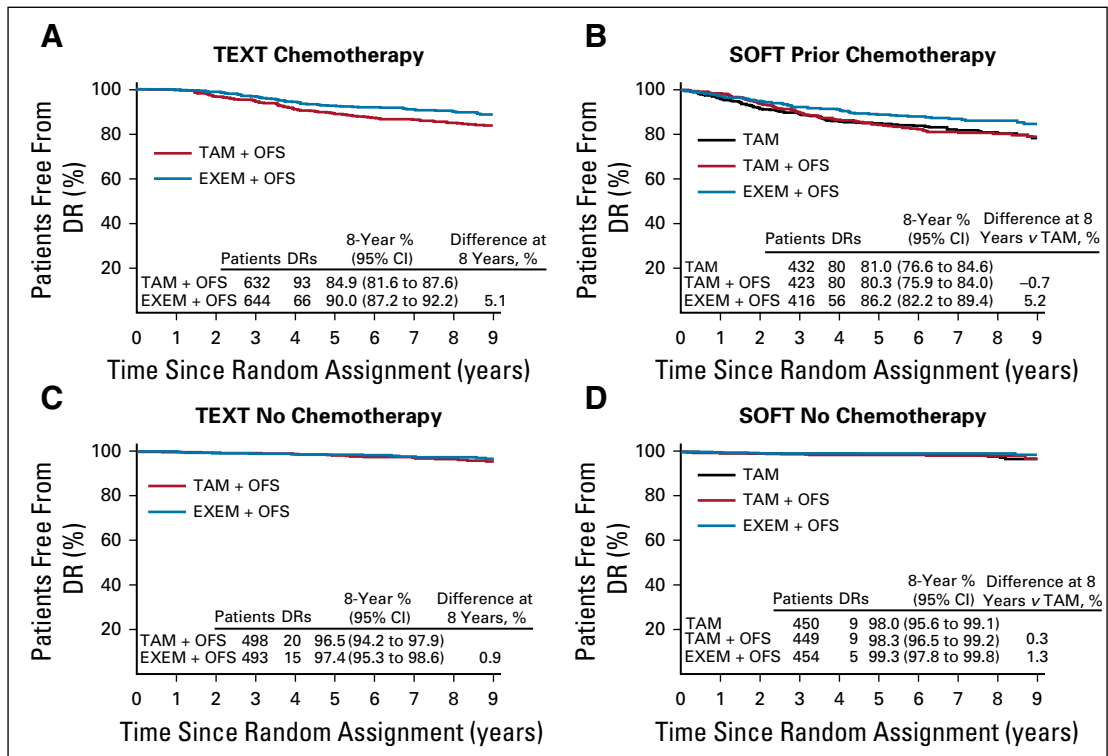 A
TEXT Chemotherapy
100
80
60
40
20
Patients Free From
DR (%)
TAM + OFS
EXEM + OFS
8-Year % Difference at
Patients DRs (95% CI) 8 Years, %
TAM + OFS 632 93 84.9 (81.6 to 87.6)
EXEM + OFS 644 66 90.0 (87.2 to 92.2) 5.1
0 1 2 3 4 5 6 7 8 9
Time Since Random Assignment (years)
B
SOFT Prior Chemotherapy
100
80
60
40
20
Patients Free From
DR (%)
TAM
TAM + OFS
EXEM + OFS
8-Year % Difference at 8
Patients DRs (95% CI) Years v TAM, %
TAM 432 80 81.0 (76.6 to 84.6)
TAM + OFS 423 80 80.3 (75.9 to 84.0) –0.7
EXEM + OFS 416 56 86.2 (82.2 to 89.4) 5.2
0 1 2 3 4 5 6 7 8 9
Time Since Random Assignment (years)
C
TEXT No Chemotherapy
100
80
60
40
20
Patients Free From
DR (%)
TAM + OFS
EXEM + OFS
8-Year % Difference at
Patients DRs (95% CI) 8 Years, %
TAM + OFS 498 20 96.5 (94.2 to 97.9)
EXEM + OFS 493 15 97.4 (95.3 to 98.6) 0.9
0 1 2 3 4 5 6 7 8 9
Time Since Random Assignment (years)
D
SOFT No Chemotherapy
100
80
60
40
20
Patients Free From
DR (%)
TAM
TAM + OFS
EXEM + OFS
8-Year % Difference at 8
Patients DRs (95% CI) Years v TAM, %
TAM 450 9 98.0 (95.6 to 99.1)
TAM + OFS 449 9 98.3 (96.5 to 99.2) 0.3
EXEM + OFS 454 5 99.3 (97.8 to 99.8) 1.3
0 1 2 3 4 5 6 7 8 9
Time Since Random Assignment (years)